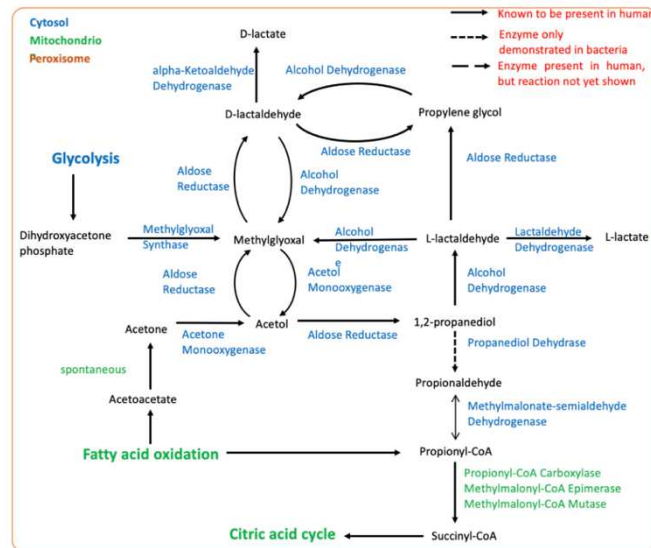 Cytosol
Mitochondrio
Peroxisome
Known to be present in human
Enzyme only
demonstrated in bacteria
Enzyme present in human,
but reaction not yet shown
D-lactate
alpha-Ketoaldehyde
Dehydrogenase
Alcohol Dehydrogenase
D-lactaldehyde
Propylene glycol
Aldose Reductase
Glycolysis
Aldose
Reductase
Alcohol
Dehydrogenase
Aldose Reductase
Dihydroxyacetone
phosphate
Methylglyoxal
Synthase
Methylglyoxal
Alcohol
Dehydrogenas
e
L-lactaldehyde
Lactaldehyde
Dehydrogenase
L-lactate
Aldose
Reductase
Acetol
Monooxygenase
Alcohol
Dehydrogenase
Acetone
Acetone
Monooxygenase
Acetol
Aldose Reductase
1,2-propanediol
spontaneous
Propanediol Dehydrase
Acetoacetate
Propionaldehyde
Methylmalonate-semialdehyde
Dehydrogenase
Fatty acid oxidation
Propionyl-CoA
Propionyl-CoA Carboxylase
Methylmalonyl-CoA Epimerase
Methylmalonyl-CoA Mutase
Citric acid cycle
Succinyl-CoA